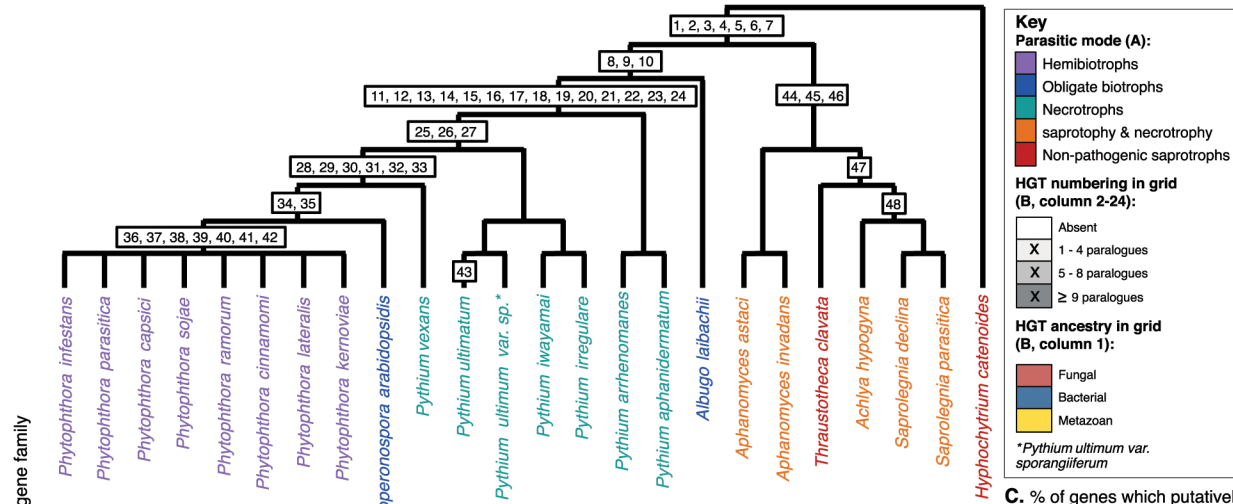 1, 2, 3, 4, 5, 6, 7
8, 9, 10
11, 12, 13, 14, 15, 16, 17, 18, 19, 20, 21, 22, 23, 24
44, 45, 46
25, 26, 27
28, 29, 30, 31, 32, 33
47
34, 35
48
36, 37, 38, 39, 40, 41, 42
43
Phytophthora infestans
Phytophthora parasitica
Phytopththora capsici
Phytopthora sojae
Phytophthora ramorum
Phytophthora cinnamomi
Phytophthora lateralis
Phytophthora kernoviae
operonospora arabidopsidis
Pythium vexans
Pythium ultimatum
Pythium ultimum var. sp.*
Pythium iwayamai
Pythium irregulare
Pythium arrhenomanes
Pythium aphanidermatum
Albugo laibachii
Aphanomyces astaci
Aphanomyces invadans
Thraustotheca clavata
Achlya hypogyna
Saprolegnia declina
Saprolegnia parasitica
Hyphochytrium catenoides
gene family
Key
Parasitic mode (A):
Hemibiotrophs
Obligate biotrophs
Necrotrophs
saprotophy & necrotrophy
Non-pathogenic saprotrophs
HGT numbering in grid
(B, column 2-24):
Absent
X 1 - 4 paralogues
X 5 - 8 paralogues
X ≥ 9 paralogues
HGT ancestry in grid
(B, column 1):
Fungal
Bacterial
Metazoan
*Pythium ultimum var.
sporangiiferum
C. % of genes which putatively